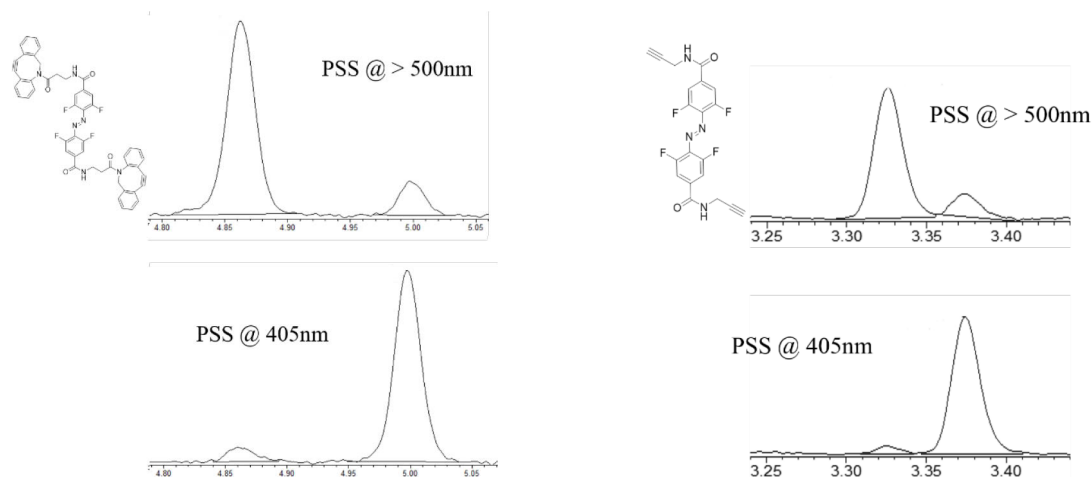 H
N O
N
O
F F
N
N
F F
O
O N
N
H
PSS @ > 500nm
4.80 4.85 4.90 4.95 5.00 5.05
PSS @ 405nm
4.80 4.85 4.90 4.95 5.00 5.05
NH
O
F F
N
N
F F
O N
H
PSS @ > 500nm
3.25 3.30 3.35 3.40
PSS @ 405nm
3.25 3.30 3.35 3.40